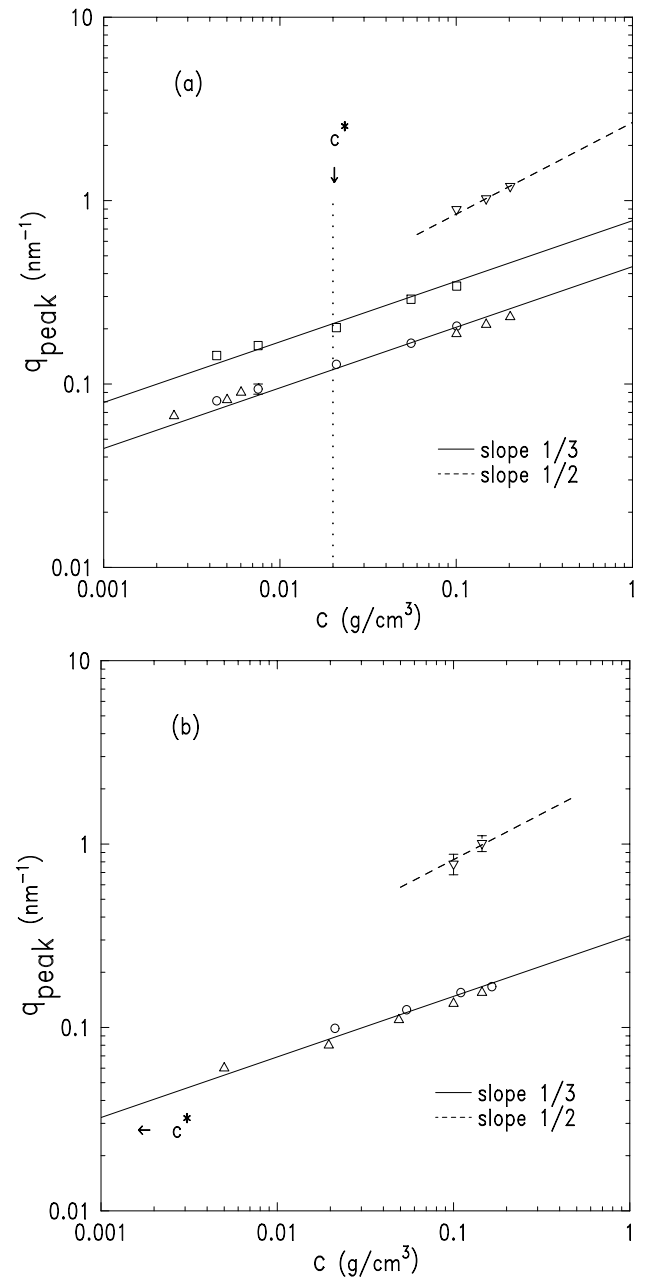 10
(a)
c*
↓
1
q_peak (nm⁻¹)
0.1
slope 1/3
slope 1/2
0.01
0.001 0.01 0.1 1
c (g/cm³)
10
(b)
1
q_peak (nm⁻¹)
0.1
slope 1/3
slope 1/2
← c*
0.01
0.001 0.01 0.1 1
c (g/cm³)